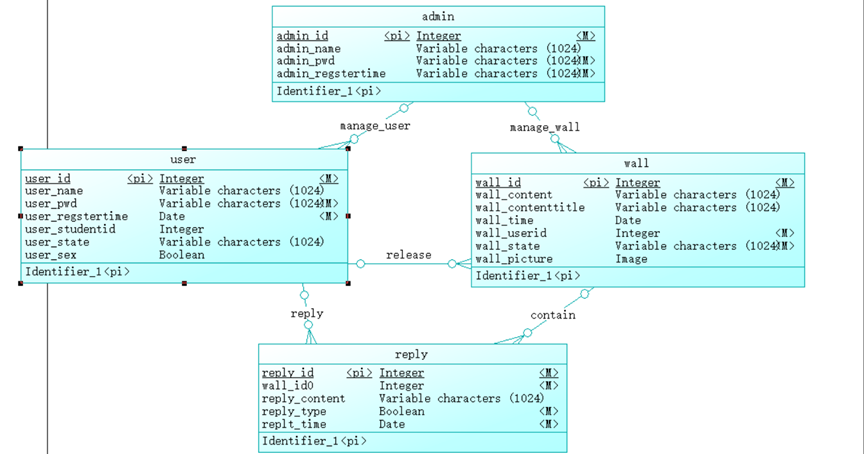 admin
admin_id <pi> Integer <M>
admin_name Variable characters (1024)
admin_pwd Variable characters (1024) <M>
admin_regstertime Variable characters (1024) <M>
Identifier_1 <pi>
manage_user
manage_wall
user
user_id <pi> Integer <M>
user_name Variable characters (1024)
user_pwd Variable characters (1024) <M>
user_regstertime Date <M>
user_studentid Integer
user_state Variable characters (1024)
user_sex Boolean
Identifier_1 <pi>
wall
wall_id <pi> Integer <M>
wall_content Variable characters (1024)
wall_contenttitle Variable characters (1024)
wall_time Date
wall_userid Integer <M>
wall_state Variable characters (1024) <M>
wall_picture Image
Identifier_1 <pi>
release
reply
contain
reply
reply_id <pi> Integer <M>
wall_id0 Integer <M>
reply_content Variable characters (1024)
reply_type Boolean <M>
replt_time Date <M>
Identifier_1 <pi>